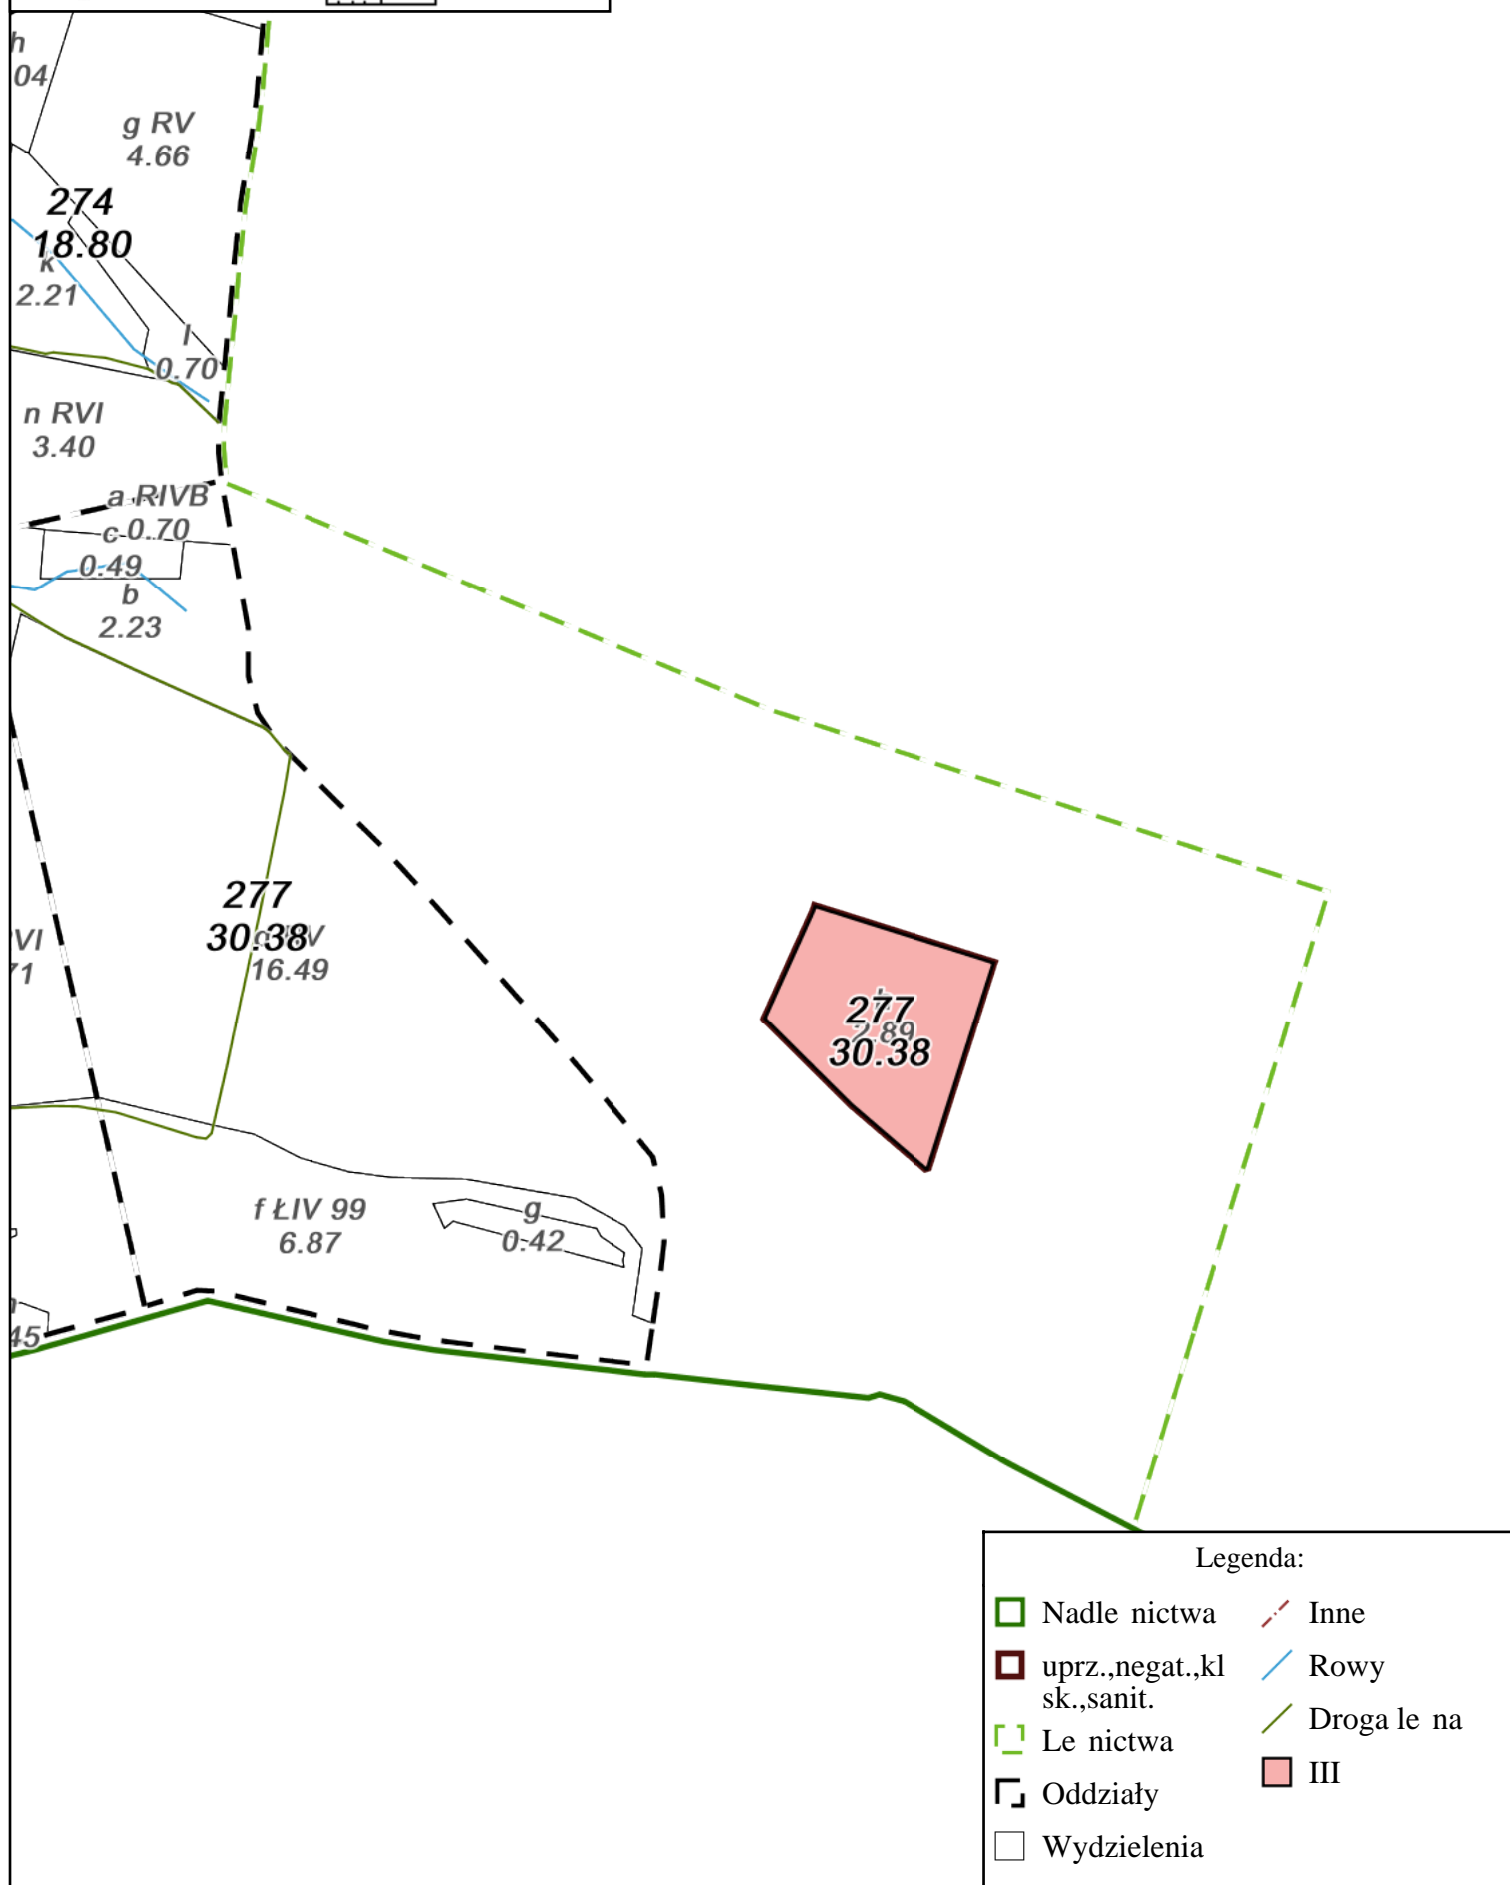 h
04
g RV
4.66
274
18.80
k
2.21
l
0.70
n RVI
3.40
a RIVB
0.70
c
0.49
b
2.23
277
30.38
16.49
VI
71
277
2.89
30.38
f ŁIV 99
6.87
g
0.42
45
Legenda:
Nadle nictwa
uprz.,negat.,kl
sk.,sanit.
Le nictwa
Oddziały
Wydzielenia
Inne
Rowy
Droga le na
III